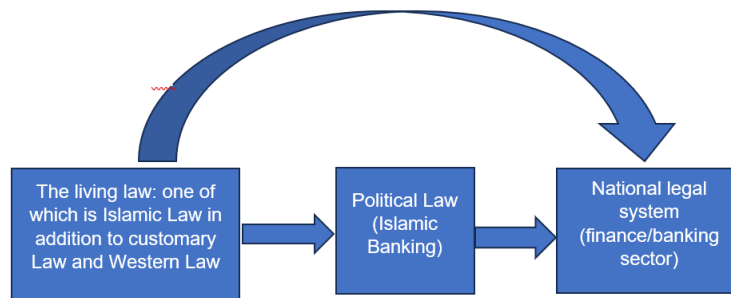 The living law: one of
which is Islamic Law in
addition to customary
Law and Western Law
Political Law
(Islamic
Banking)
National legal
system
(finance/banking
sector)